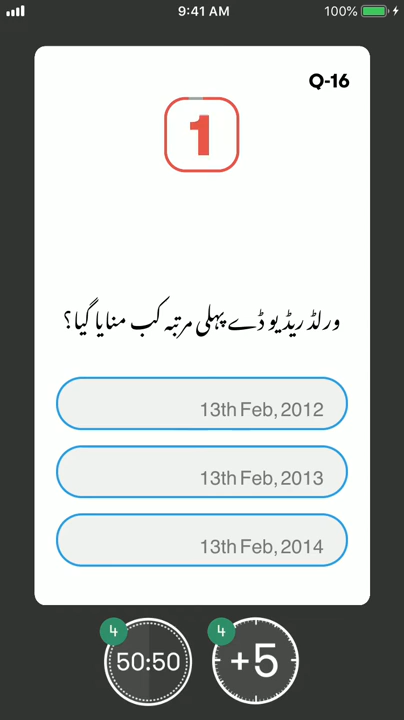 9:41 AM
100%
Q-16
1
ورلڈ ریڈیو ڈے پہلی مرتبہ کب منایا گیا؟
13th Feb, 2012
13th Feb, 2013
13th Feb, 2014
4
50:50
4
+5